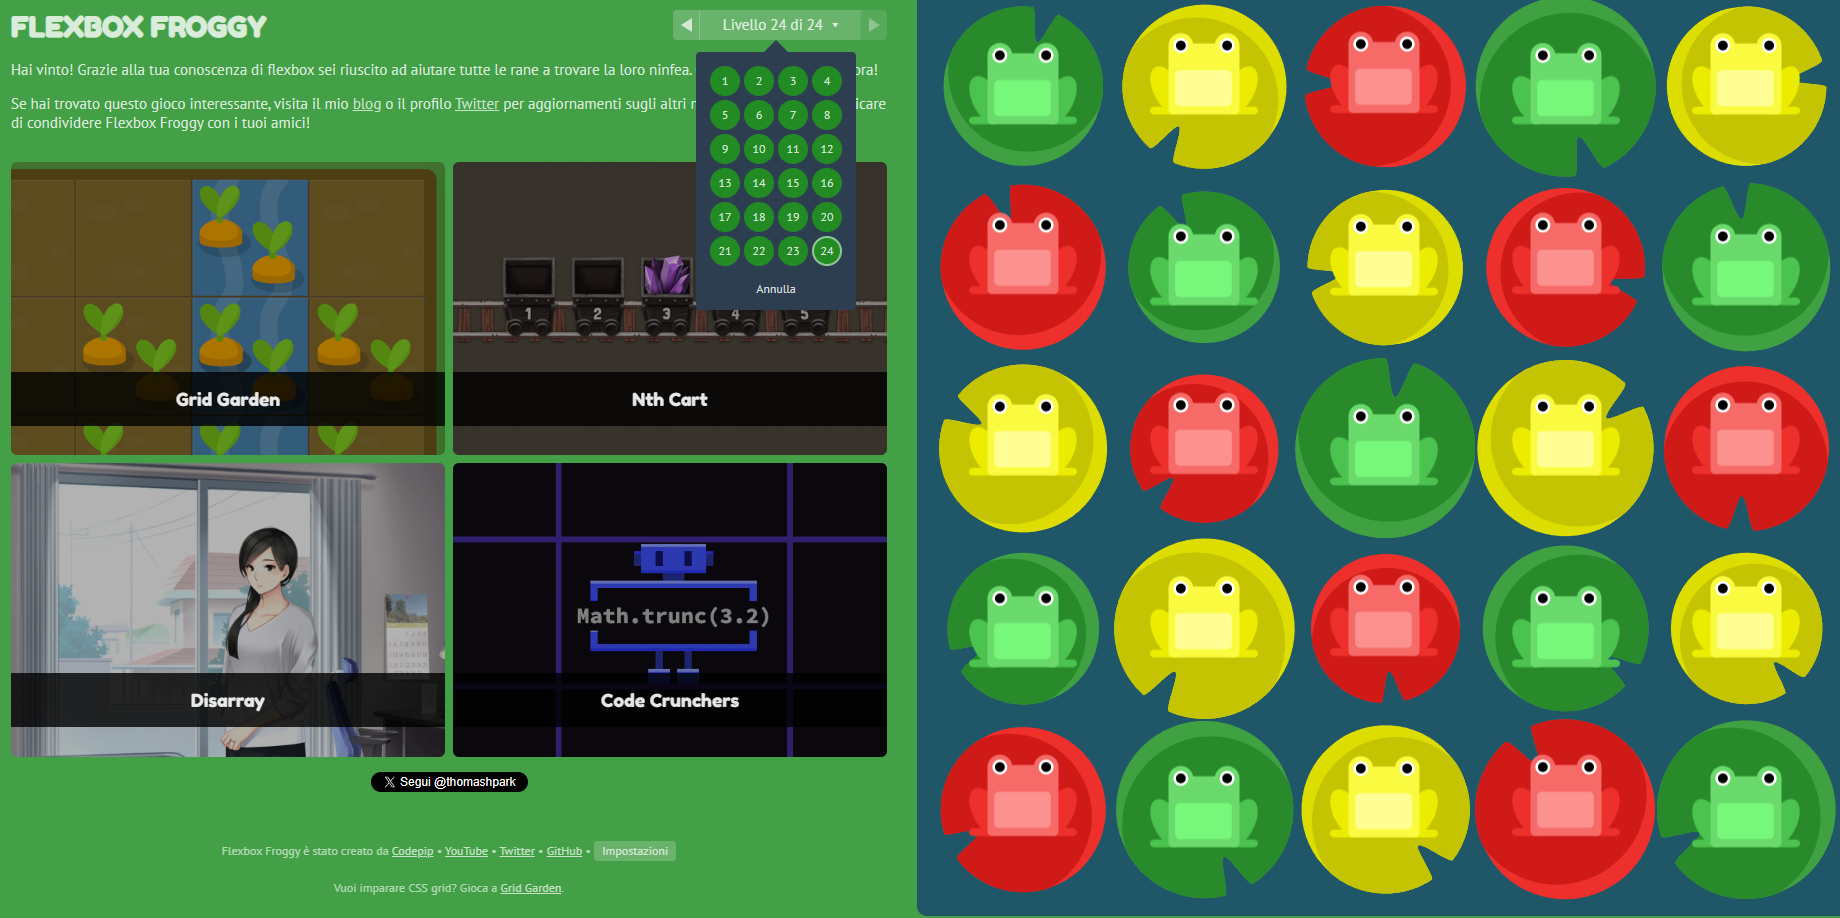 FLEXBOX FROGGY
Livello 24 di 24
Hai vinto! Grazie alla tua conoscenza di flexbox sei riuscito ad aiutare tutte le rane a trovare la loro ninfea.
Se hai trovato questo gioco interessante, visita il mio blog o il profilo Twitter per aggiornamenti sugli altri
di condividere Flexbox Froggy con i tuoi amici!
1 2 3 4
5 6 7 8
9 10 11 12
13 14 15 16
17 18 19 20
21 22 23 24
Annulla
1 2 3 4 5
Grid Garden
Nth Cart
Math.trunc(3.2)
Disarray
Code Crunchers
X Segui @thomashpark
Flexbox Froggy è stato creato da Codepip • YouTube • Twitter • GitHub • Impostazioni
Vuoi imparare CSS grid? Gioca a Grid Garden.